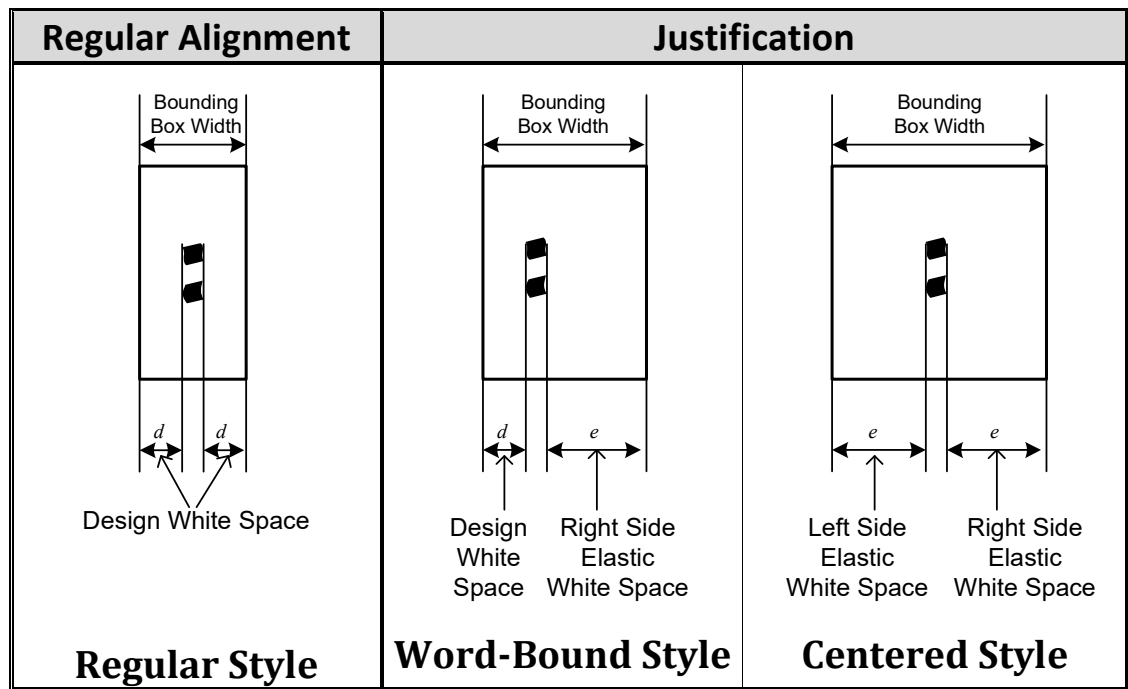 Regular Alignment
Justification
Bounding
Box Width
d
d
Design White Space
Regular Style
Bounding
Box Width
d
e
Design
White
Space
Right Side
Elastic
White Space
Word-Bound Style
Bounding
Box Width
e
e
Left Side
Elastic
White Space
Right Side
Elastic
White Space
Centered Style